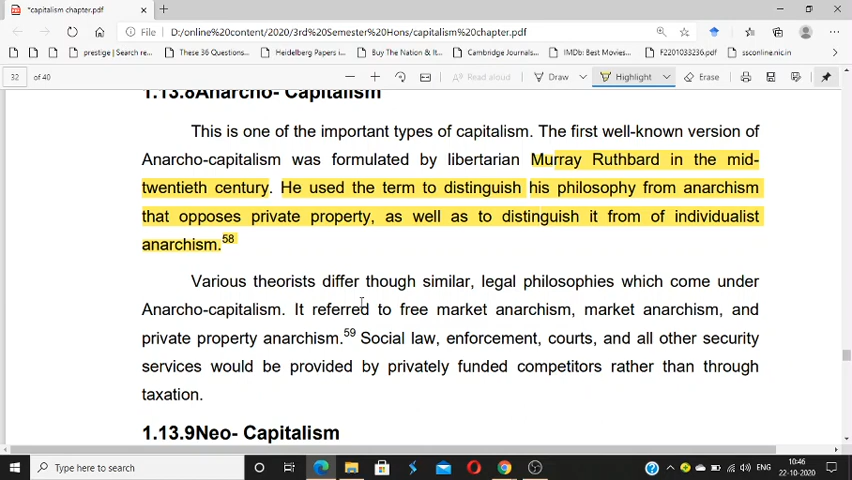 *capitalism chapter.pdf
File
D:/online%20content/2020/3rd%20Semester%20Hons/capitalism%20chapter.pdf
prestige | Search re...
These 36 Questions...
Heidelberg Papers i...
Buy The Nation & It...
Cambridge Journals...
IMDb: Best Movies...
F2201033236.pdf
ssconline.nic.in
32 of 40
Read aloud
Draw
Highlight
Erase
1.13.8Anarcho- Capitalism
This is one of the important types of capitalism. The first well-known version of
Anarcho-capitalism was formulated by libertarian Murray Ruthbard in the mid-
twentieth century. He used the term to distinguish his philosophy from anarchism
that opposes private property, as well as to distinguish it from of individualist
anarchism.58
Various theorists differ though similar, legal philosophies which come under
Anarcho-capitalism. It referred to free market anarchism, market anarchism, and
private property anarchism.59 Social law, enforcement, courts, and all other security
services would be provided by privately funded competitors rather than through
taxation.
1.13.9Neo- Capitalism
Type here to search
ENG
10:46
22-10-2020